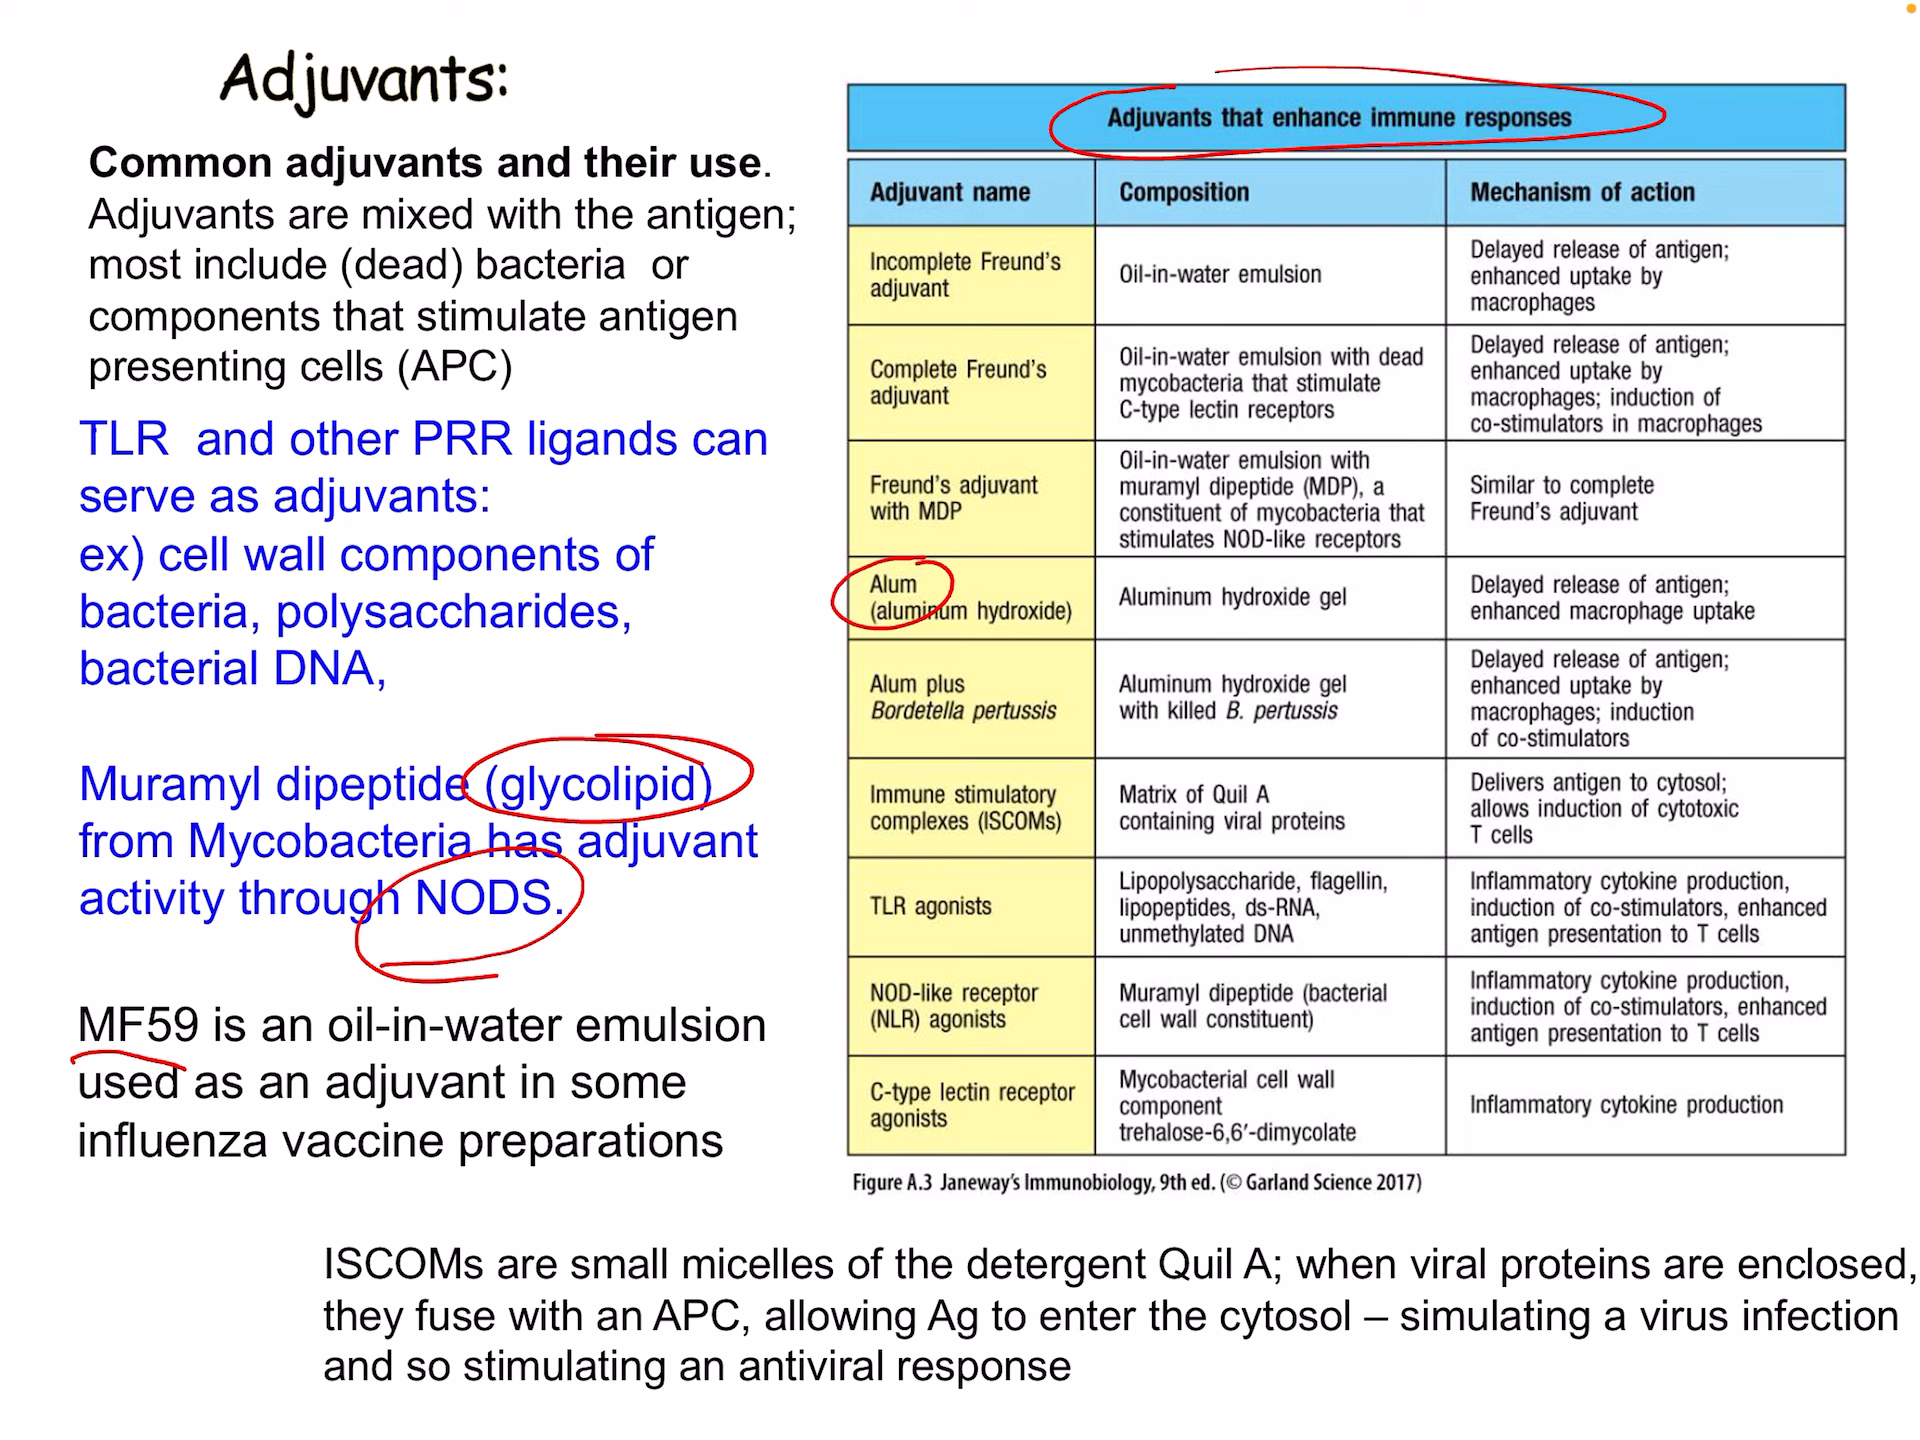 Adjuvants:
Common adjuvants and their use.
Adjuvants are mixed with the antigen;
most include (dead) bacteria or
components that stimulate antigen
presenting cells (APC)
TLR and other PRR ligands can
serve as adjuvants:
ex) cell wall components of
bacteria, polysaccharides,
bacterial DNA,
Muramyl dipeptide (glycolipid)
from Mycobacteria has adjuvant
activity through NODS.
MF59 is an oil-in-water emulsion
used as an adjuvant in some
influenza vaccine preparations
Adjuvants that enhance immune responses
Adjuvant name
Composition
Mechanism of action
Incomplete Freund's
adjuvant
Oil-in-water emulsion
Delayed release of antigen;
enhanced uptake by
macrophages
Complete Freund's
adjuvant
Oil-in-water emulsion with dead
mycobacteria that stimulate
C-type lectin receptors
Delayed release of antigen;
enhanced uptake by
macrophages; induction of
co-stimulators in macrophages
Freund's adjuvant
with MDP
Oil-in-water emulsion with
muramyl dipeptide (MDP), a
constituent of mycobacteria that
stimulates NOD-like receptors
Similar to complete
Freund's adjuvant
Alum
(aluminum hydroxide)
Aluminum hydroxide gel
Delayed release of antigen;
enhanced macrophage uptake
Alum plus
Bordetella pertussis
Aluminum hydroxide gel
with killed B. pertussis
Delayed release of antigen;
enhanced uptake by
macrophages; induction
of co-stimulators
Immune stimulatory
complexes (ISCOMs)
Matrix of Quil A
containing viral proteins
Delivers antigen to cytosol;
allows induction of cytotoxic
T cells
TLR agonists
Lipopolysaccharide, flagellin,
lipopeptides, ds-RNA,
unmethylated DNA
Inflammatory cytokine production,
induction of co-stimulators, enhanced
antigen presentation to T cells
NOD-like receptor
(NLR) agonists
Muramyl dipeptide (bacterial
cell wall constituent)
Inflammatory cytokine production,
induction of co-stimulators, enhanced
antigen presentation to T cells
C-type lectin receptor
agonists
Mycobacterial cell wall
component
trehalose-6,6′-dimycolate
Inflammatory cytokine production
Figure A.3 Janeway's Immunobiology, 9th ed. (© Garland Science 2017)
ISCOMs are small micelles of the detergent Quil A; when viral proteins are enclosed,
they fuse with an APC, allowing Ag to enter the cytosol – simulating a virus infection
and so stimulating an antiviral response